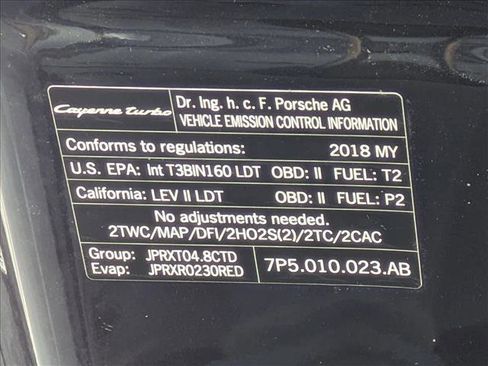 Cayenne turbo
Dr. Ing. h. c. F. Porsche AG
VEHICLE EMISSION CONTROL INFORMATION
Conforms to regulations: 2018 MY
U.S. EPA: Int T3BIN160 LDT OBD: II FUEL: T2
California: LEV II LDT OBD: II FUEL: P2
No adjustments needed.
2TWC/MAP/DFI/2HO2S(2)/2TC/2CAC
Group: JPRXT04.8CTD
Evap: JPRXR0230RED
7P5.010.023.AB